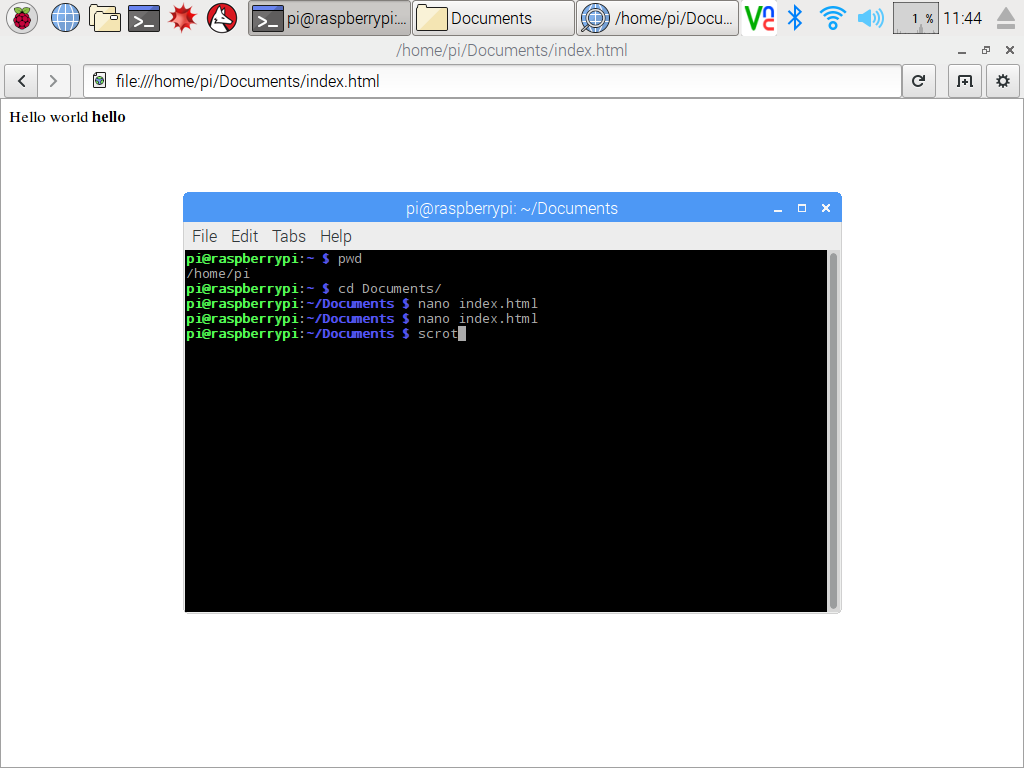 pi@raspberrypi:... Documents /home/pi/Docu... 1 % 11:44
/home/pi/Documents/index.html
file:///home/pi/Documents/index.html
Hello world hello
pi@raspberrypi: ~/Documents
File Edit Tabs Help
pi@raspberrypi:~ $ pwd
/home/pi
pi@raspberrypi:~ $ cd Documents/
pi@raspberrypi:~/Documents $ nano index.html
pi@raspberrypi:~/Documents $ nano index.html
pi@raspberrypi:~/Documents $ scrot